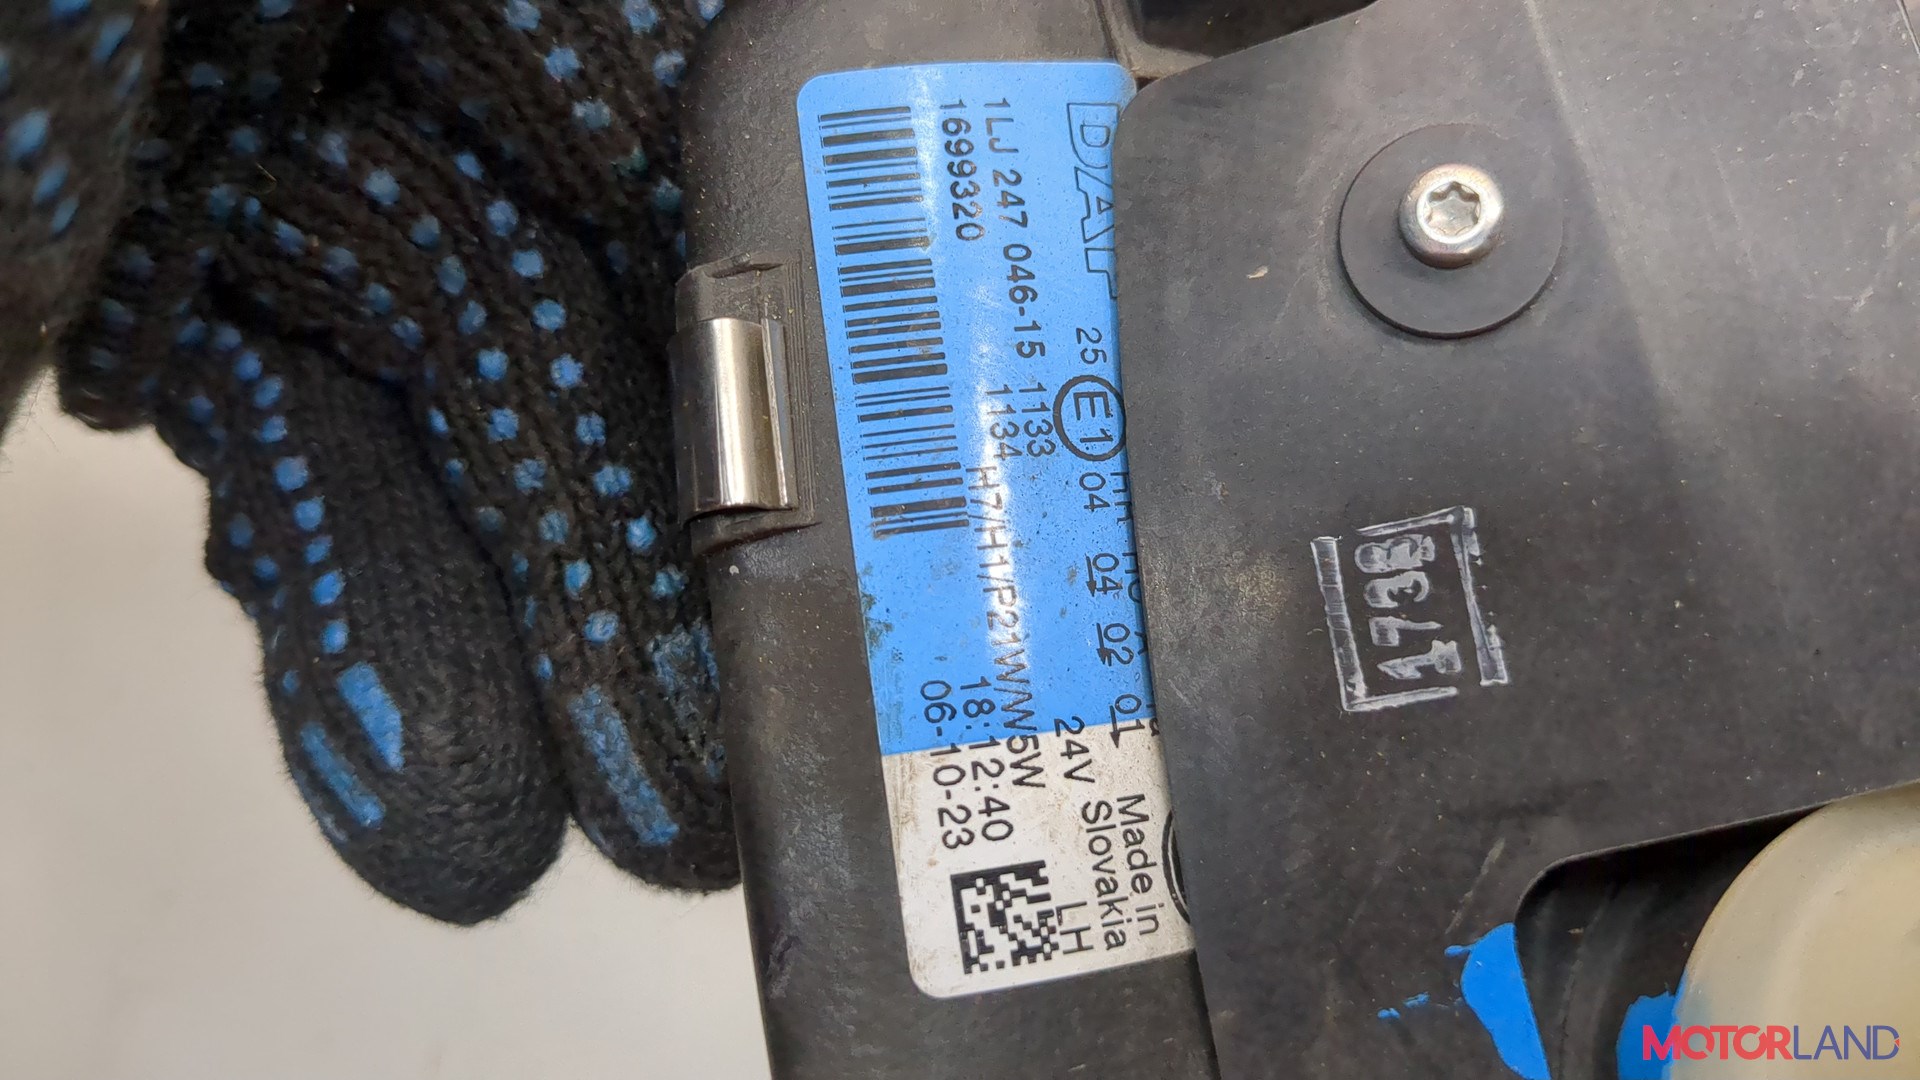 DAF
25 E1 04 04 02 01
1LJ 247 046-15 1133
1699320 1134
H7/H1/P21W/W5W
24V
18:12:40
06-10-23
Made in
Slovakia
LH
173B
MOTORLAND